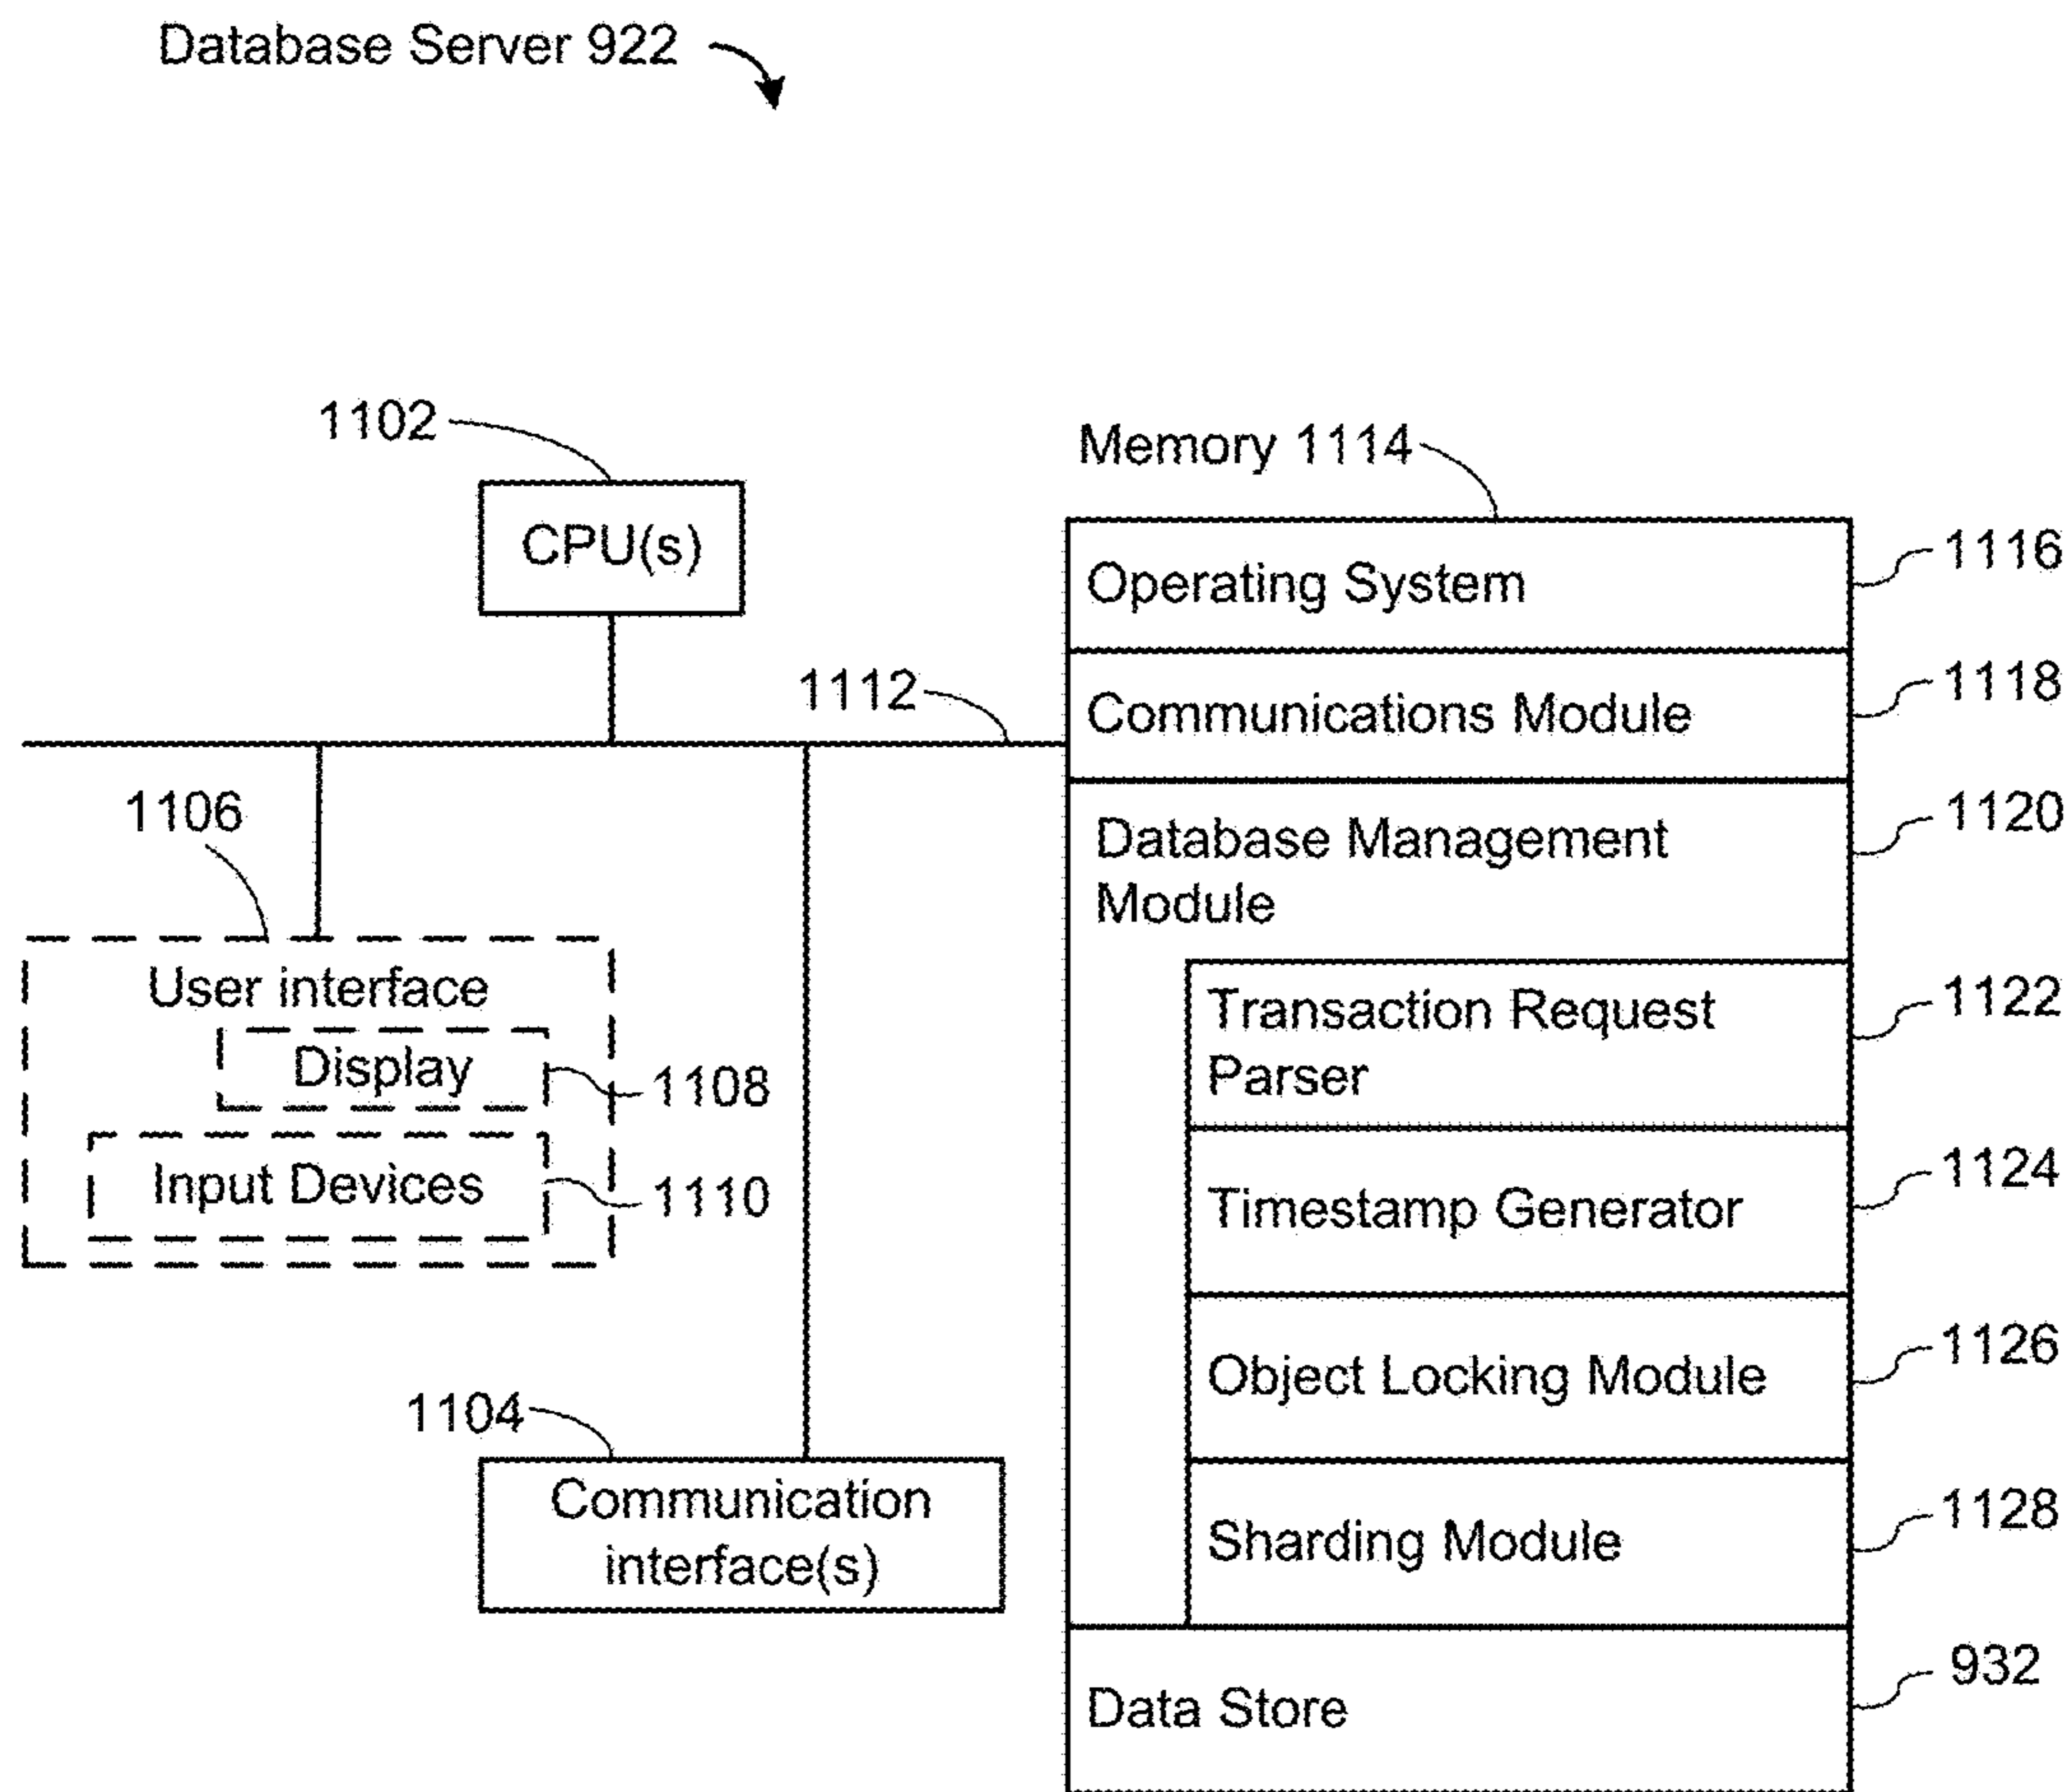 Database Server 922
1102
CPU(s)
1112
1106
User interface
Display
1108
Input Devices
1110
1104
Communication
interface(s)
Memory 1114
Operating System
1116
Communications Module
1118
Database Management
Module
1120
Transaction Request
Parser
1122
Timestamp Generator
1124
Object Locking Module
1126
Sharding Module
1128
Data Store
932